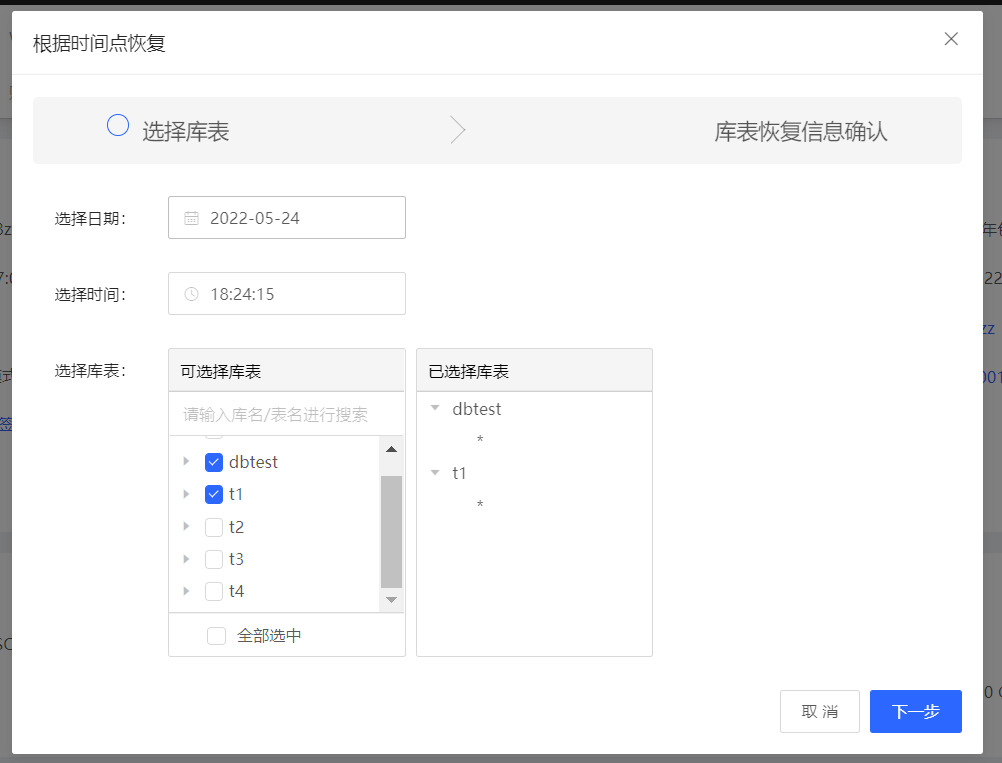 根据时间点恢复
选择库表
库表恢复信息确认
选择日期：
2022-05-24
选择时间：
18:24:15
选择库表：
可选择库表
已选择库表
请输入库名/表名进行搜索
dbtest
t1
t2
t3
t4
全部选中
dbtest
*
t1
*
取 消
下一步